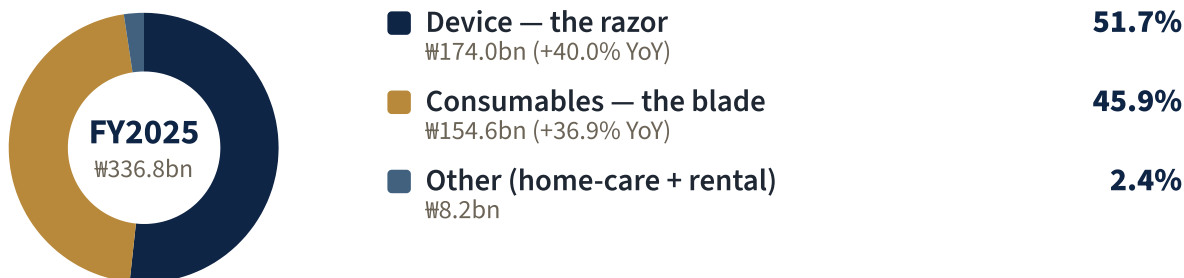 FY2025
₩336.8bn
Device — the razor
51.7%
₩174.0bn (+40.0% YoY)
Consumables — the blade
45.9%
₩154.6bn (+36.9% YoY)
Other (home-care + rental)
2.4%
₩8.2bn